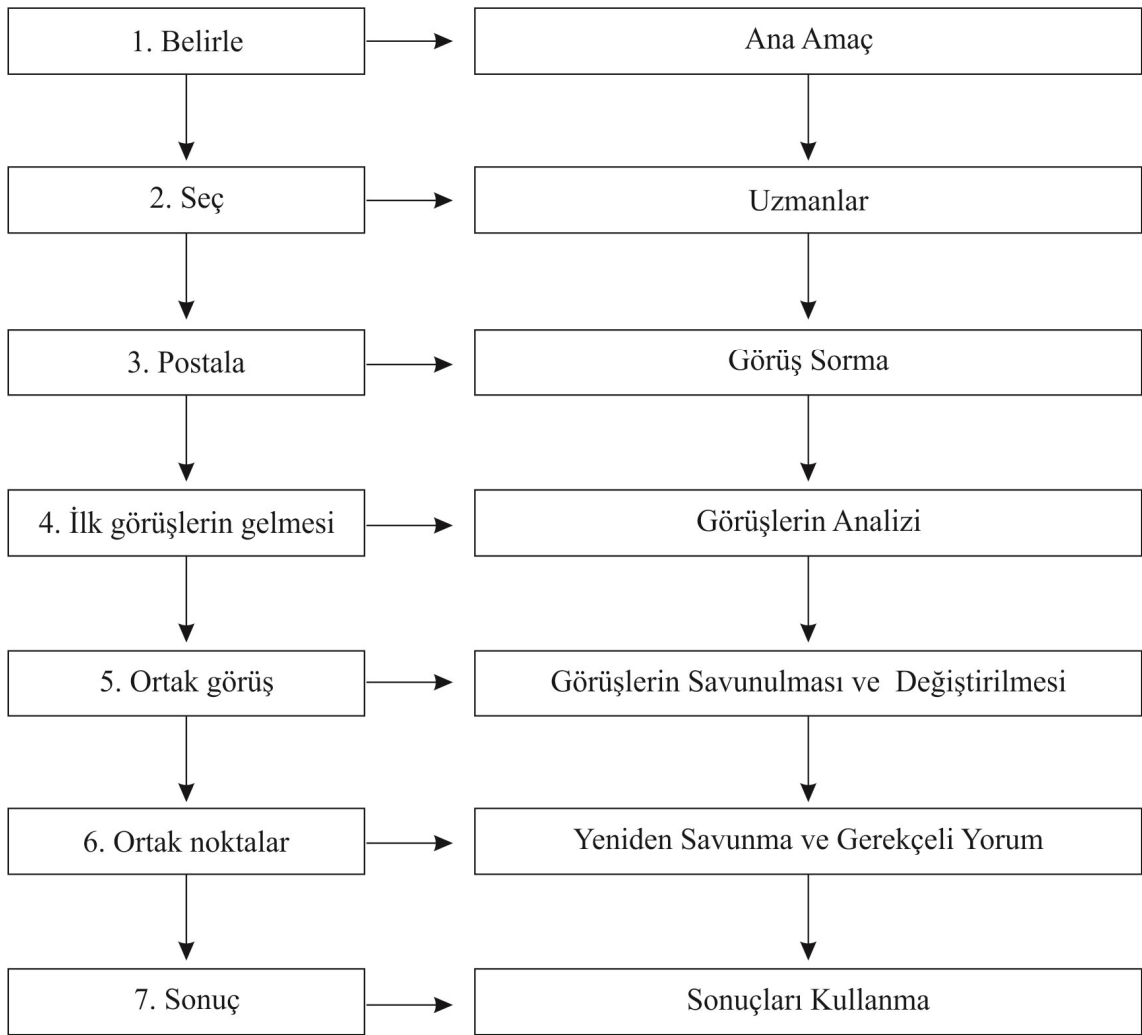 1. Belirle
Ana Amaç
2. Seç
Uzmanlar
3. Postala
Görüş Sorma
4. İlk görüşlerin gelmesi
Görüşlerin Analizi
5. Ortak görüş
Görüşlerin Savunulması ve Değiştirilmesi
6. Ortak noktalar
Yeniden Savunma ve Gerekçeli Yorum
7. Sonuç
Sonuçları Kullanma